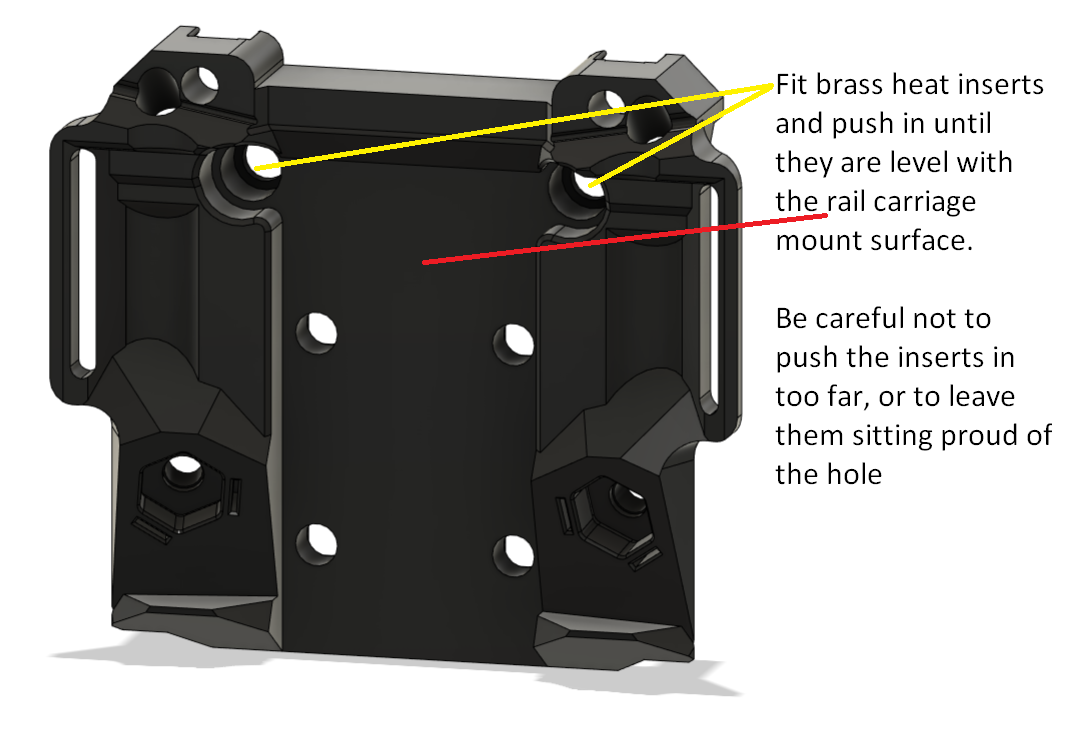 Fit brass heat inserts
and push in until
they are level with
the rail carriage
mount surface.
Be careful not to
push the inserts in
too far, or to leave
them sitting proud of
the hole